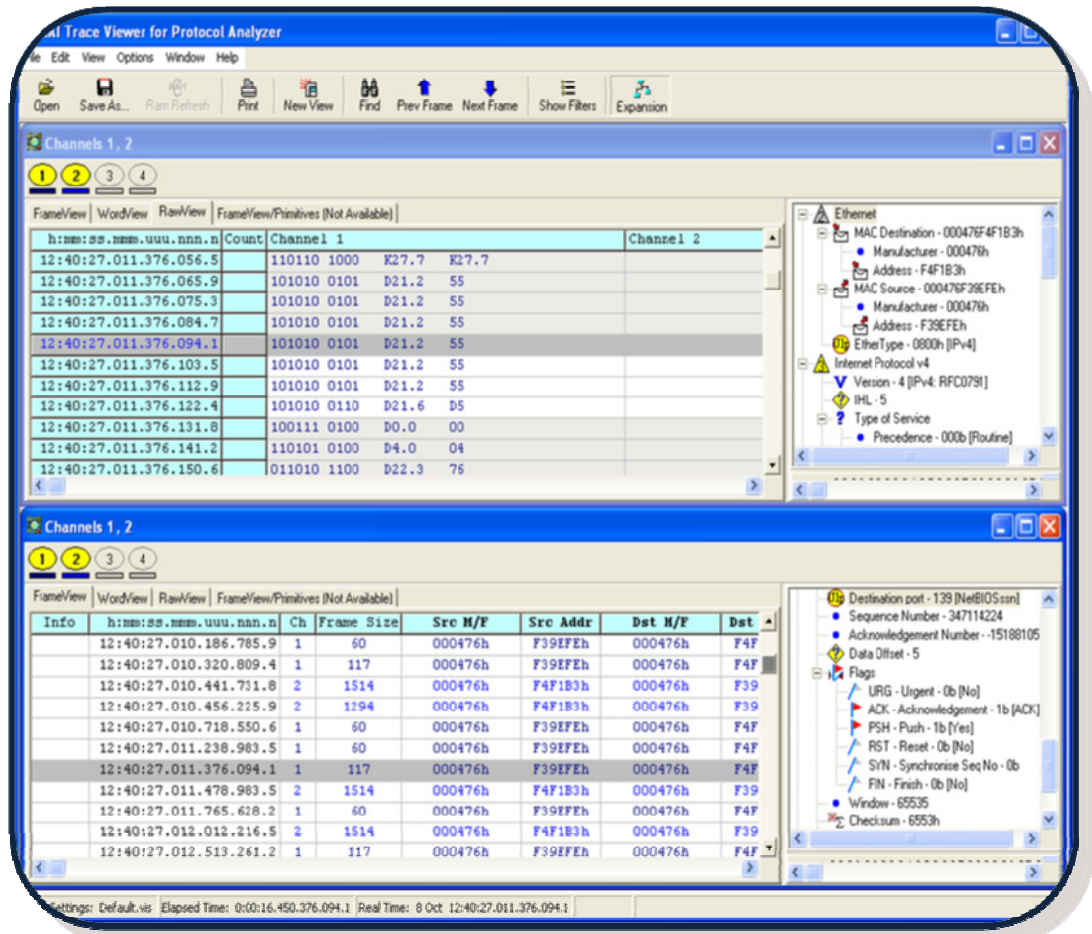 AI Trace Viewer for Protocol Analyzer
Edit View Options Window Help
Open Save As... Ram Refresh Print New View Find Prev Frame Next Frame Show Filters Expansion
Channels 1, 2
1 2 3 4
FrameView WordView RawView FrameView/Primitives (Not Available)
h:mm:ss.mmm.uuu.nnn.n Count Channel 1 Channel 2
12:40:27.011.376.056.5 110110 1000 K27.7 K27.7
12:40:27.011.376.065.9 101010 0101 D21.2 55
12:40:27.011.376.075.3 101010 0101 D21.2 55
12:40:27.011.376.084.7 101010 0101 D21.2 55
12:40:27.011.376.094.1 101010 0101 D21.2 55
12:40:27.011.376.103.5 101010 0101 D21.2 55
12:40:27.011.376.112.9 101010 0101 D21.2 55
12:40:27.011.376.122.4 101010 0110 D21.6 D5
12:40:27.011.376.131.8 100111 0100 D0.0 00
12:40:27.011.376.141.2 110101 0100 D4.0 04
12:40:27.011.376.150.6 011010 1100 D22.3 76
Ethernet
MAC Destination - 000476F4F1B3h
Manufacturer - 000476h
Address - F4F1B3h
MAC Source - 000476F39EFEh
Manufacturer - 000476h
Address - F39EFEh
EtherType - 0800h [IPv4]
Internet Protocol v4
Version - 4 [IPv4: RFC0791]
IHL - 5
Type of Service
Precedence - 000b [Routine]
Channels 1, 2
1 2 3 4
FrameView WordView RawView FrameView/Primitives (Not Available)
Info h:mm:ss.mmm.uuu.nnn.n Ch Frame Size Src M/F Src Addr Dst M/F Dst
12:40:27.010.186.785.9 1 60 000476h F39EFEh 000476h F4F
12:40:27.010.320.809.4 1 117 000476h F39EFEh 000476h F4F
12:40:27.010.441.731.8 2 1514 000476h F4F1B3h 000476h F39
12:40:27.010.456.225.9 2 1294 000476h F4F1B3h 000476h F39
12:40:27.010.718.550.6 1 60 000476h F39EFEh 000476h F4F
12:40:27.011.238.983.5 1 60 000476h F39EFEh 000476h F4F
12:40:27.011.376.094.1 1 117 000476h F39EFEh 000476h F4F
12:40:27.011.478.983.5 2 1514 000476h F4F1B3h 000476h F39
12:40:27.011.765.628.2 1 60 000476h F39EFEh 000476h F4F
12:40:27.012.012.216.5 2 1514 000476h F4F1B3h 000476h F39
12:40:27.012.513.261.2 1 117 000476h F39EFEh 000476h F4F
Destination port - 139 [NetBIOSssn]
Sequence Number - 347114224
Acknowledgement Number - -15188105
Data Offset - 5
Flags
URG - Urgent - 0b [No]
ACK - Acknowledgement - 1b [ACK]
PSH - Push - 1b [Yes]
RST - Reset - 0b [No]
SYN - Synchronise Seq No - 0b
FIN - Finish - 0b [No]
Window - 65535
Checksum - 6553h
Settings: Default.vis Elapsed Time: 0:00:16.450.376.094.1 Real Time: 8 Oct 12:40:27.011.376.094.1